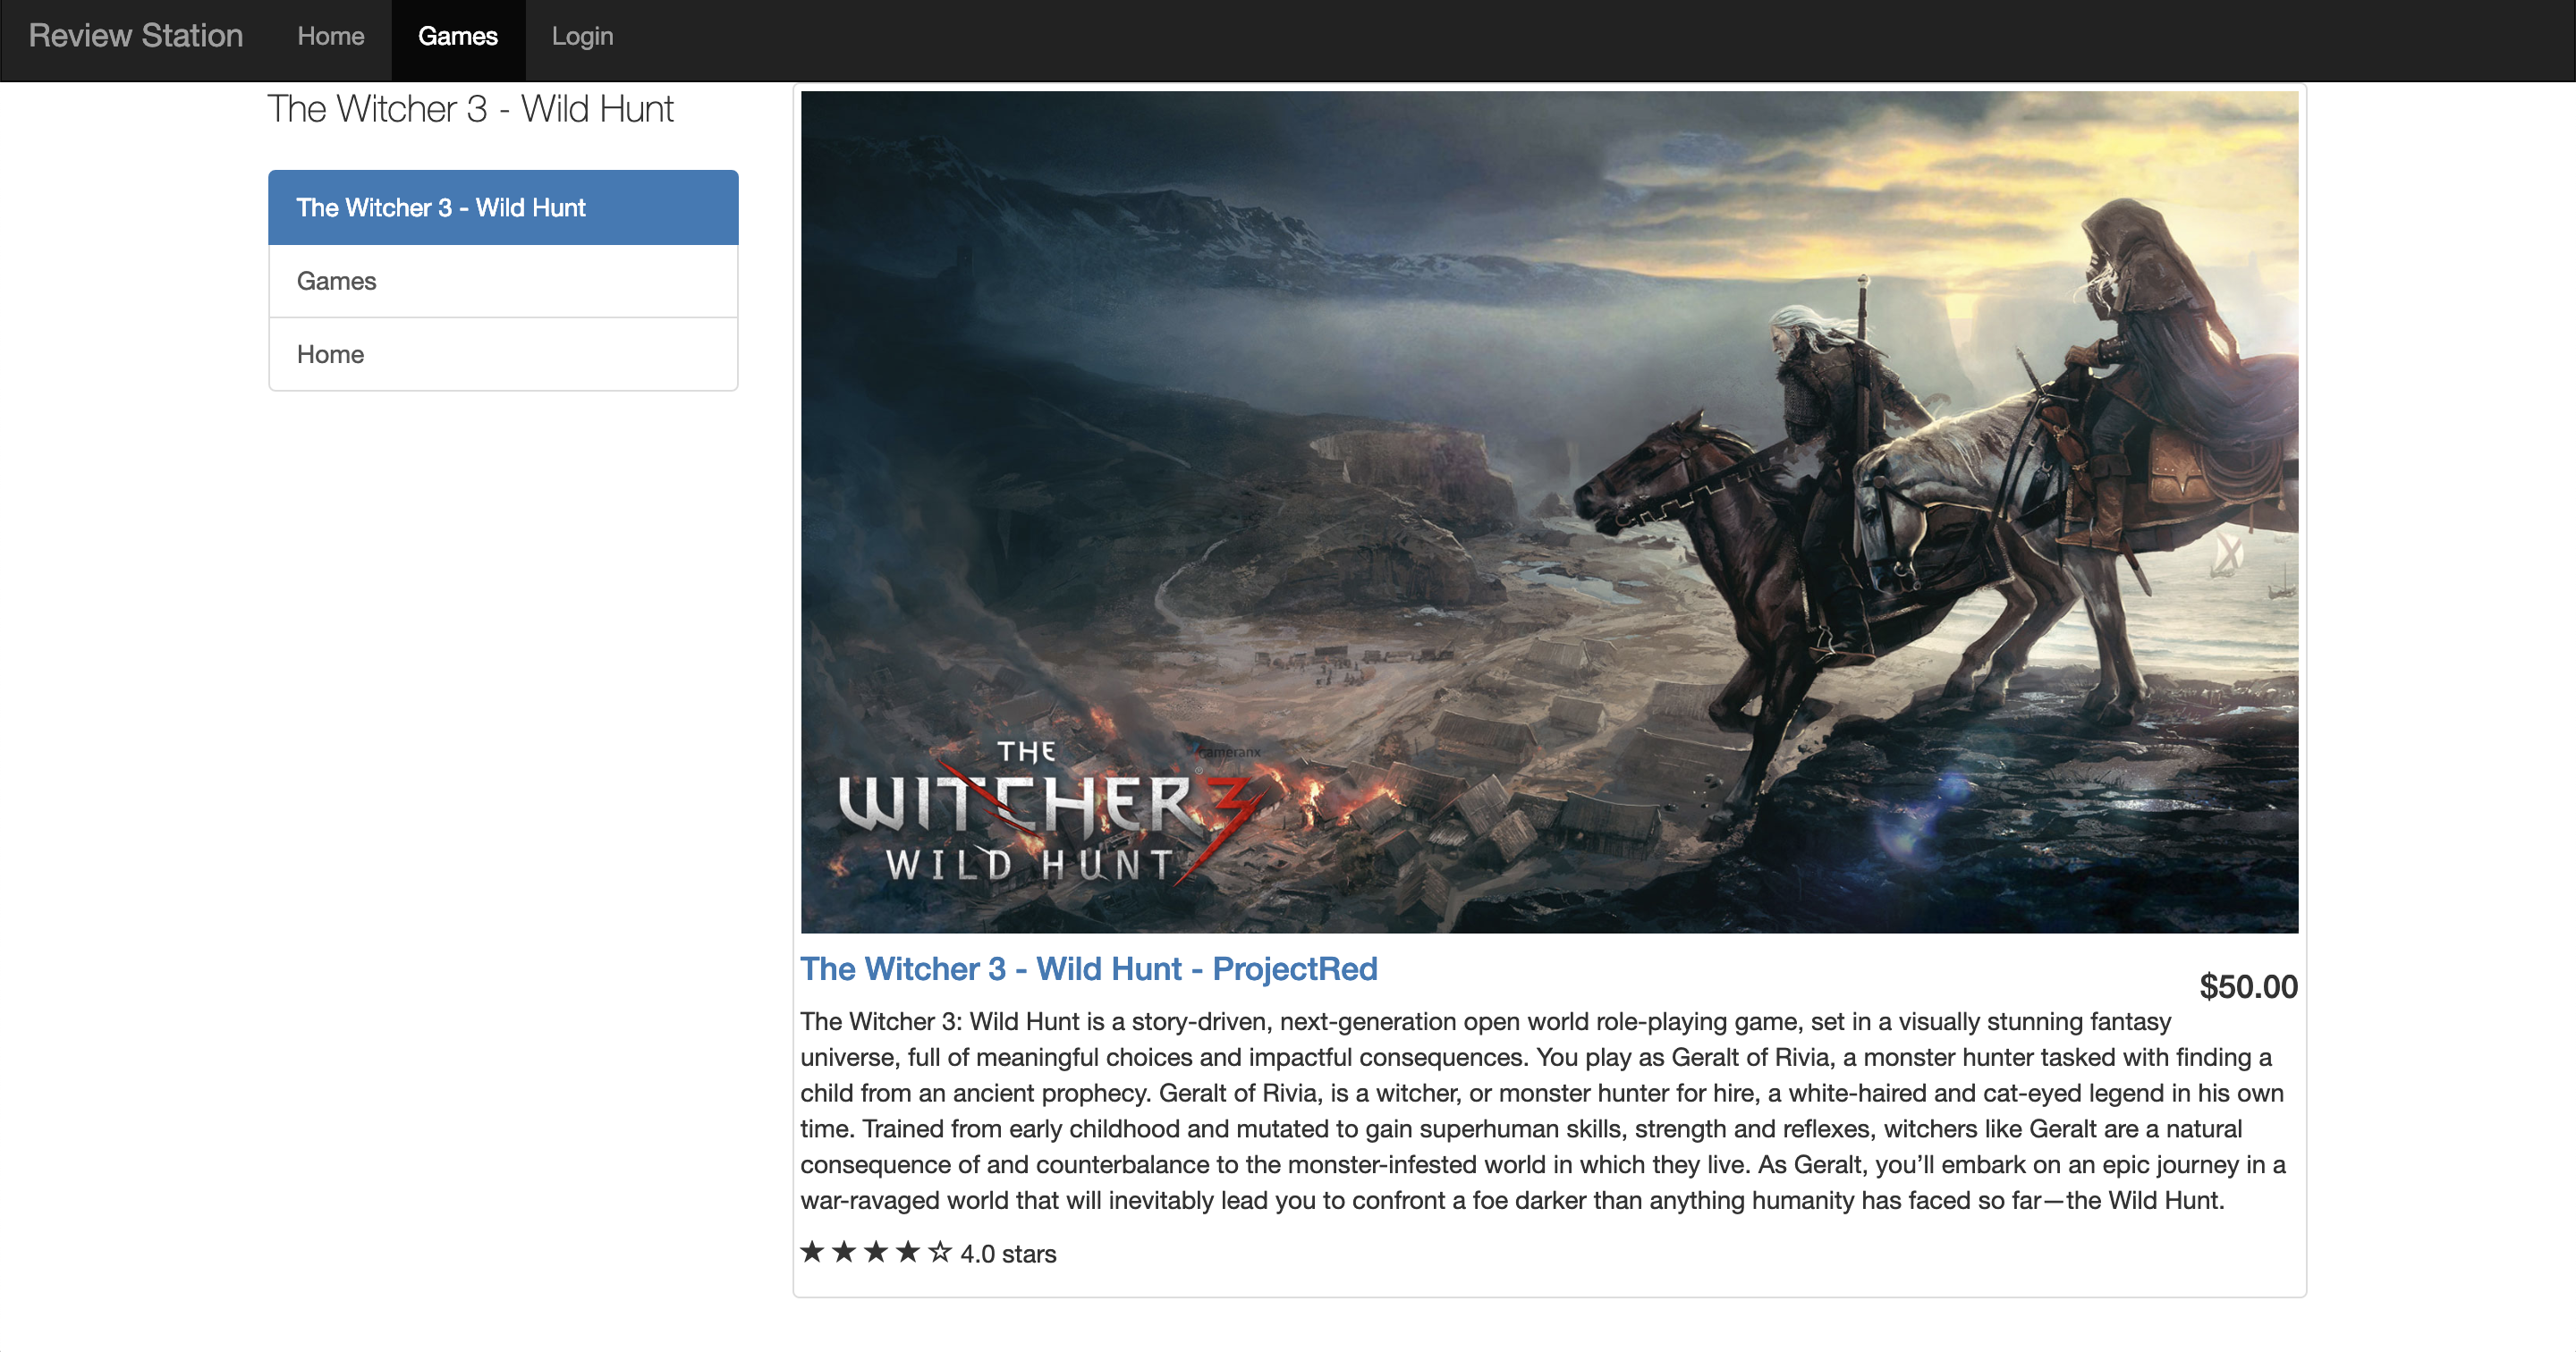 Review Station Home Games Login
The Witcher 3 - Wild Hunt
The Witcher 3 - Wild Hunt
Games
Home
THE
WITCHER 3
WILD HUNT
gameranx
The Witcher 3 - Wild Hunt - ProjectRed
$50.00
The Witcher 3: Wild Hunt is a story-driven, next-generation open world role-playing game, set in a visually stunning fantasy
universe, full of meaningful choices and impactful consequences. You play as Geralt of Rivia, a monster hunter tasked with finding a
child from an ancient prophecy. Geralt of Rivia, is a witcher, or monster hunter for hire, a white-haired and cat-eyed legend in his own
time. Trained from early childhood and mutated to gain superhuman skills, strength and reflexes, witchers like Geralt are a natural
consequence of and counterbalance to the monster-infested world in which they live. As Geralt, you’ll embark on an epic journey in a
war-ravaged world that will inevitably lead you to confront a foe darker than anything humanity has faced so far—the Wild Hunt.
★ ★ ★ ★ ☆ 4.0 stars